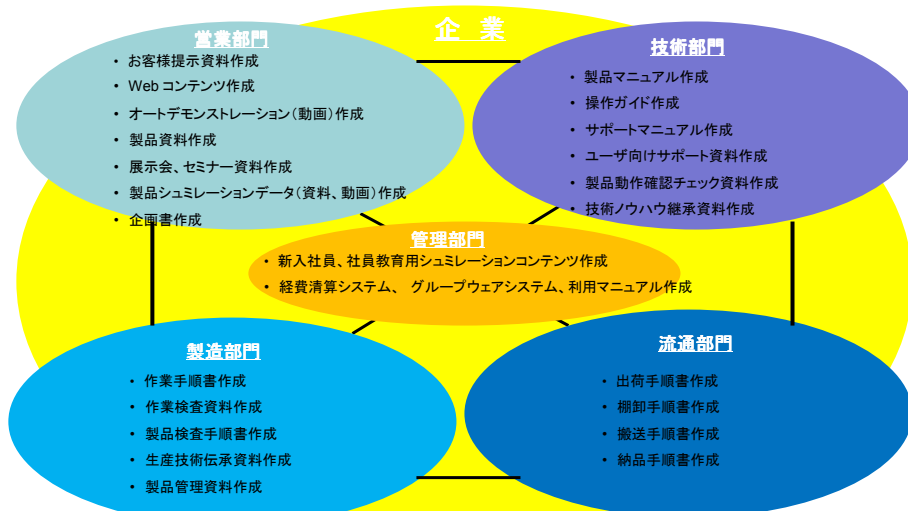 企 業
営業部門
・ お客様提示資料作成
・ Web コンテンツ作成
・ オートデモンストレーション(動画)作成
・ 製品資料作成
・ 展示会、セミナー資料作成
・ 製品シュミレーションデータ(資料、動画)作成
・ 企画書作成
技術部門
・ 製品マニュアル作成
・ 操作ガイド作成
・ サポートマニュアル作成
・ ユーザ向けサポート資料作成
・ 製品動作確認チェック資料作成
・ 技術ノウハウ継承資料作成
管理部門
・ 新入社員、社員教育用シュミレーションコンテンツ作成
・ 経費清算システム、 グループウェアシステム、利用マニュアル作成
製造部門
・ 作業手順書作成
・ 作業検査資料作成
・ 製品検査手順書作成
・ 生産技術伝承資料作成
・ 製品管理資料作成
流通部門
・ 出荷手順書作成
・ 棚卸手順書作成
・ 搬送手順書作成
・ 納品手順書作成